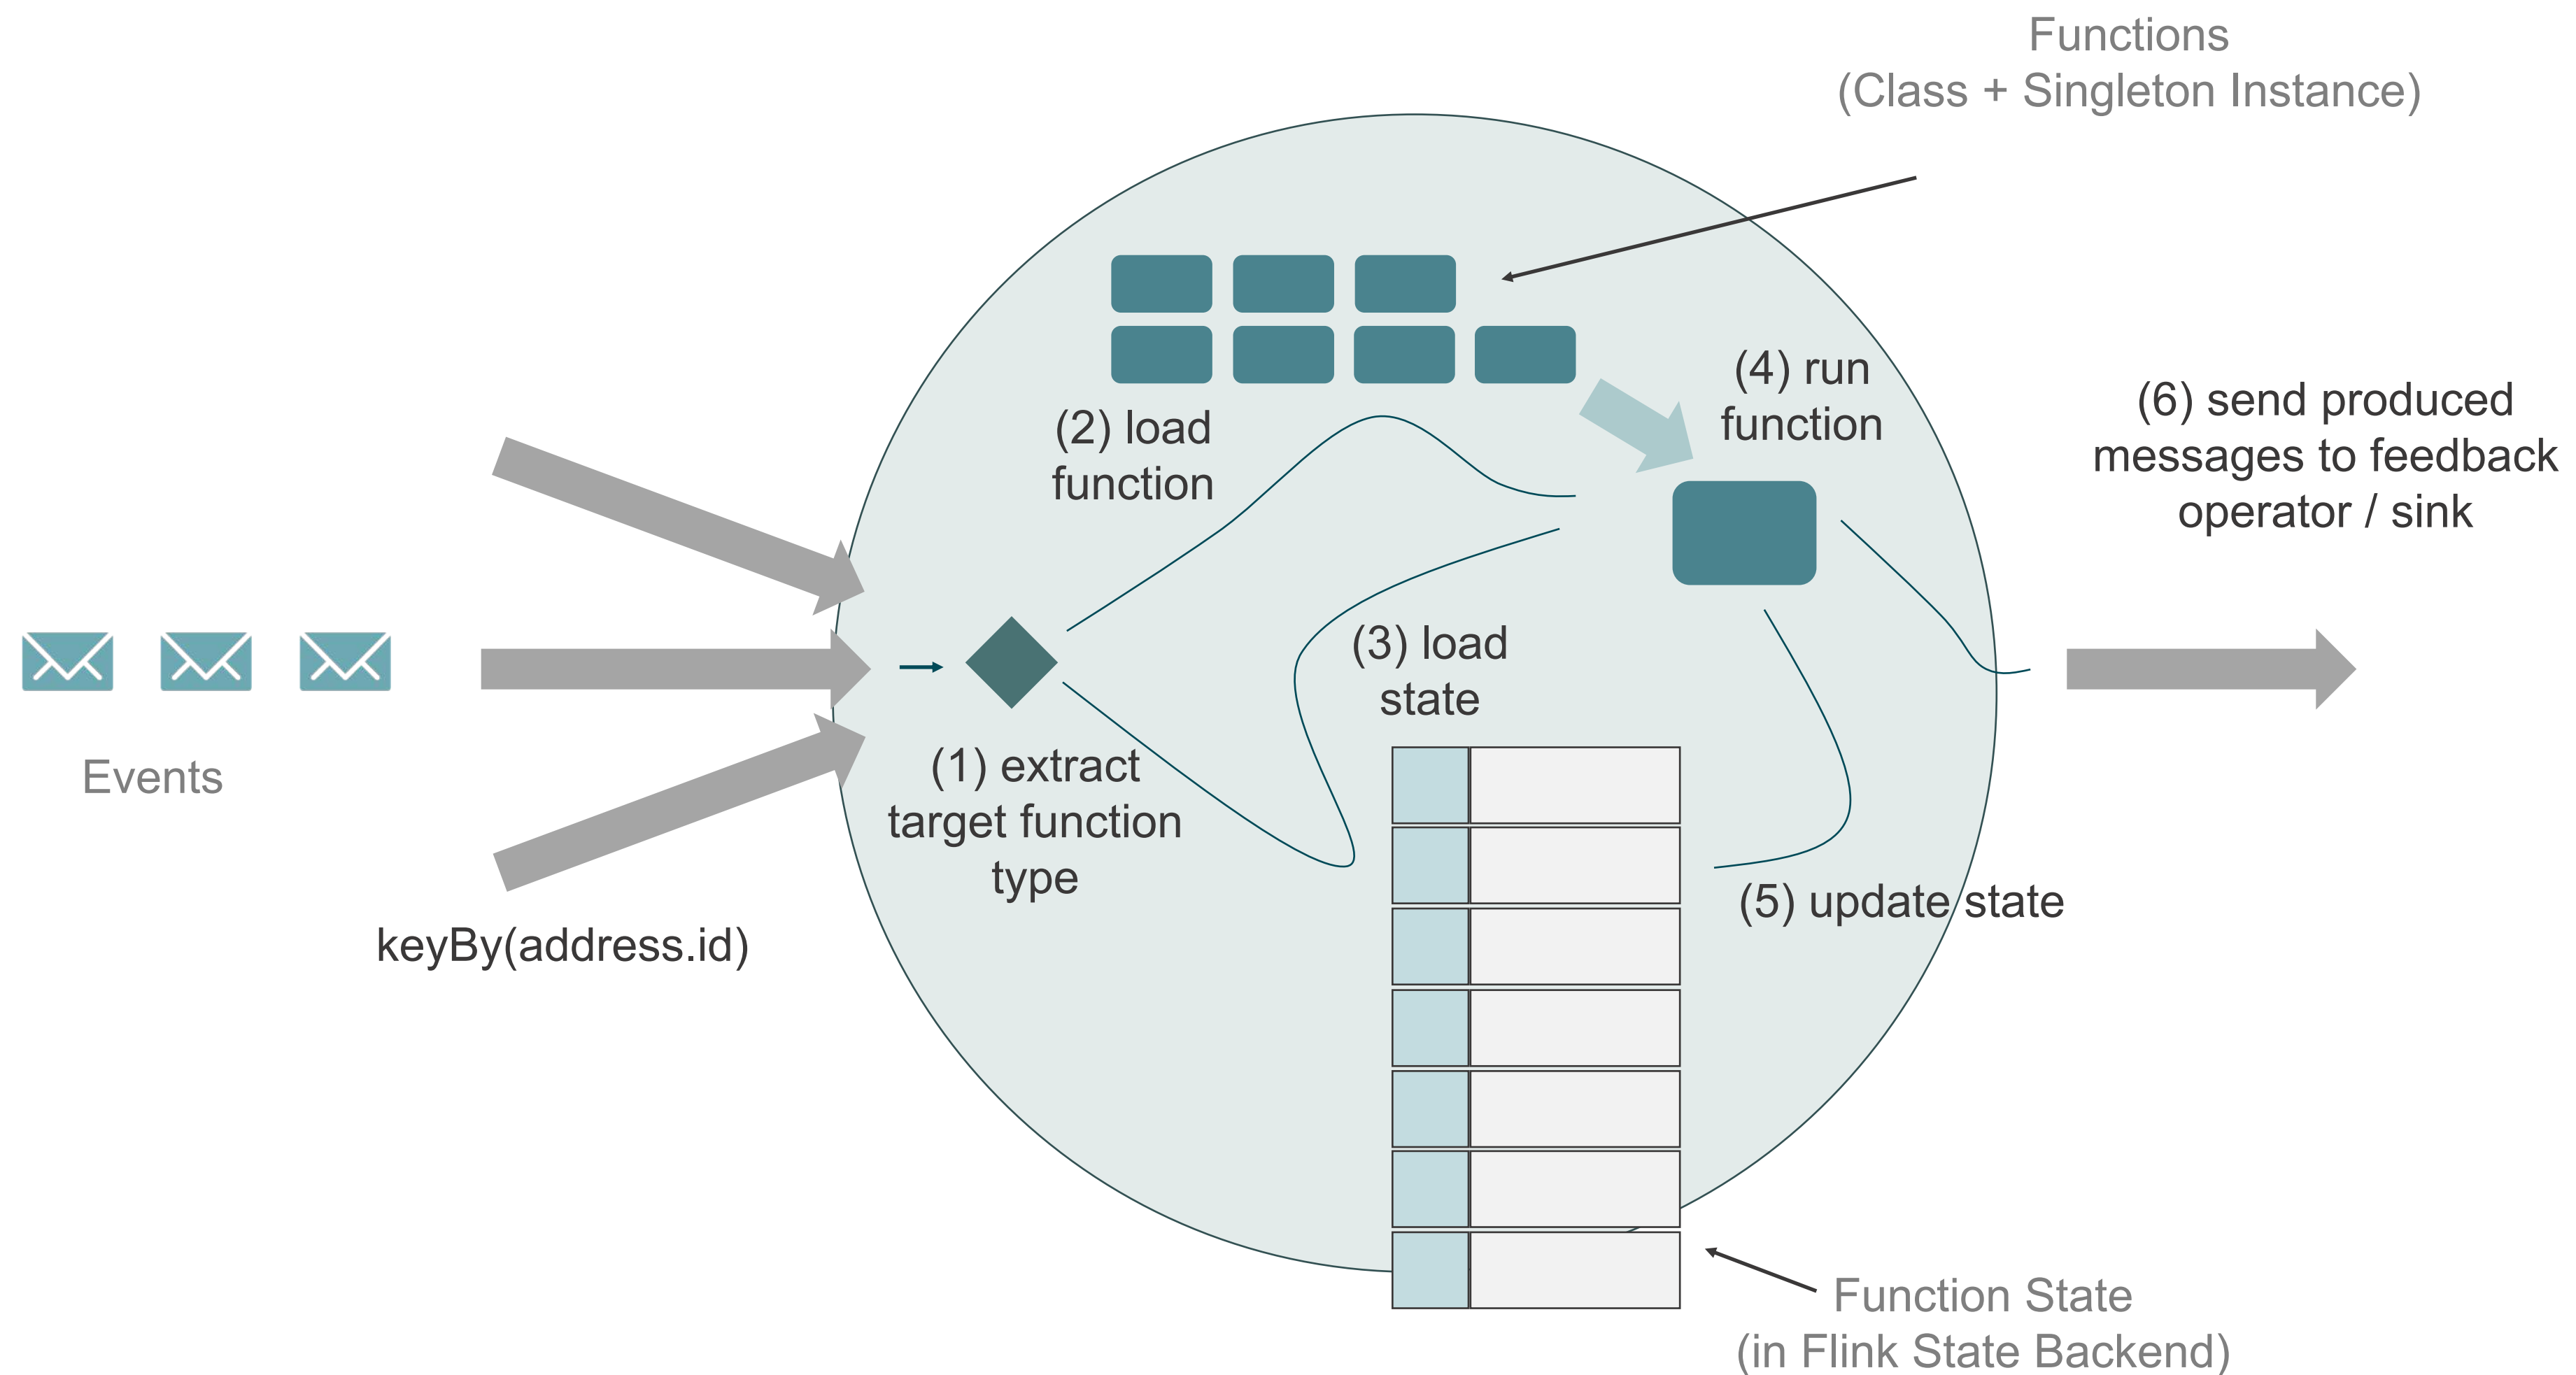 Functions
(Class + Singleton Instance)
(4) run
function
(2) load
function
(6) send produced
messages to feedback
operator / sink
(3) load
state
Events
(1) extract
target function
type
(5) update state
keyBy(address.id)
Function State
(in Flink State Backend)